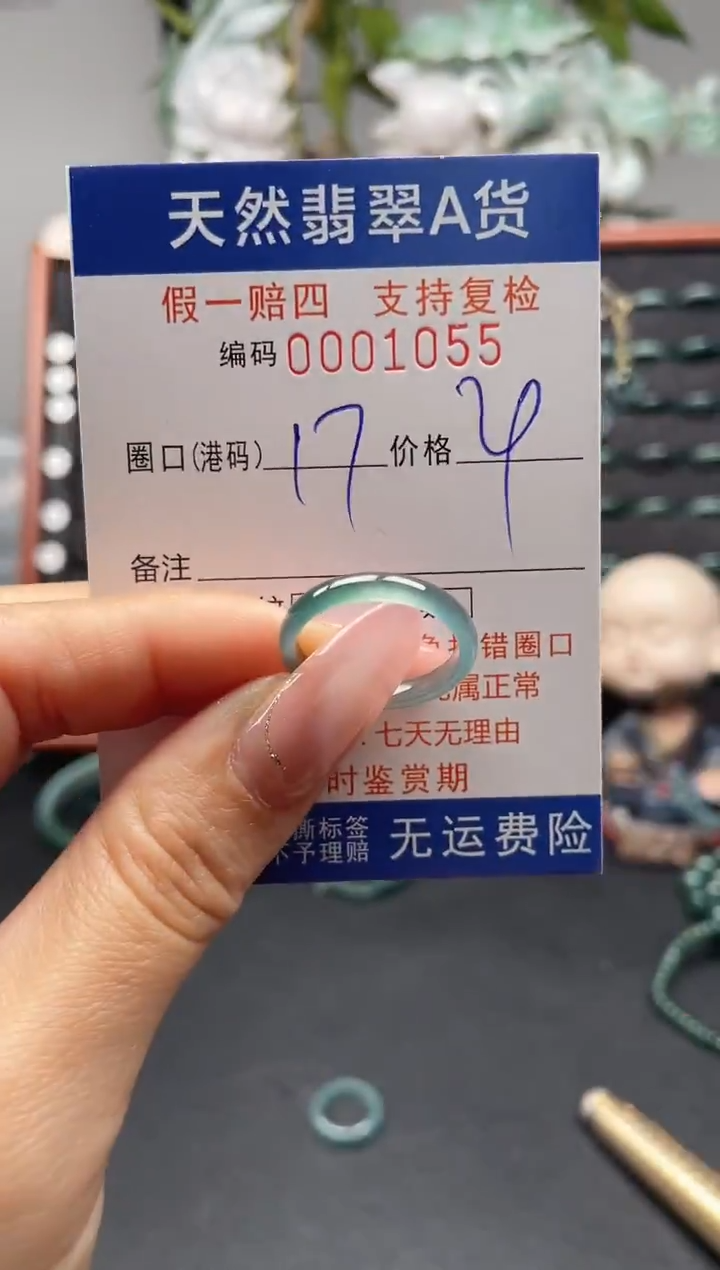 天然翡翠A货
假一赔四 支持复检
编码 0001055
圈口(港码) 17 价格
备注
错圈口
属正常
七天无理由
时鉴赏期
撕标签
不予理赔
无运费险